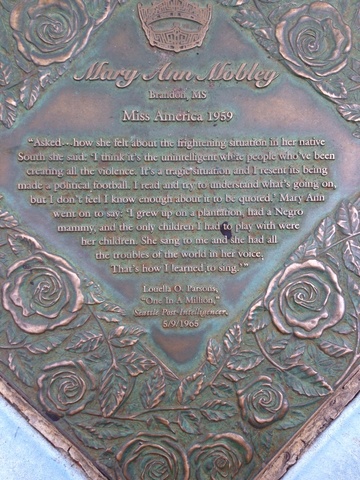 Mary Ann Mobley
Brandon, MS
Miss America 1959
"Asked – how she felt about the frightening situation in her native
South she said: 'I think it's the unintelligent white people who've been
creating all the violence. It's a tragic situation and I resent its being
made a political football. I read and try to understand what's going on,
but I don't feel I know enough about it to be quoted.' Mary Ann
went on to say: 'I grew up on a plantation, had a Negro
mammy, and the only children I had to play with were
her children. She sang to me and she had all
the troubles of the world in her voice.
That's how I learned to sing.'"
Louella O. Parsons,
"One In A Million,"
Seattle Post-Intelligencer,
5/9/1965